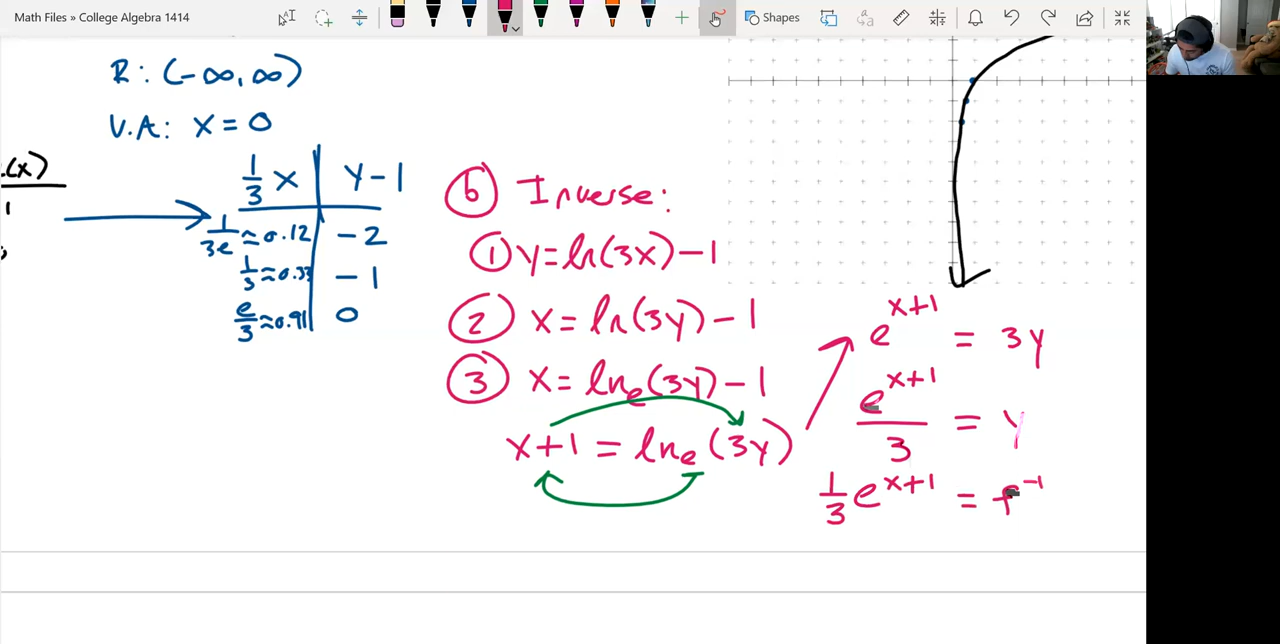 Math Files » College Algebra 1414
Shapes
R: (-∞,∞)
V.A: x = 0
(x)
1
1/3 x | y-1
1/3e ≈ 0.12 | -2
1/3 ≈ 0.33 | -1
e/3 ≈ 0.91 | 0
⑥ Inverse:
① y = ln(3x) - 1
② x = ln(3y) - 1
③ x = ln_e(3y) - 1
x+1 = ln_e(3y)
e^(x+1) = 3y
e^(x+1)/3 = y
1/3 e^(x+1) = f^-1